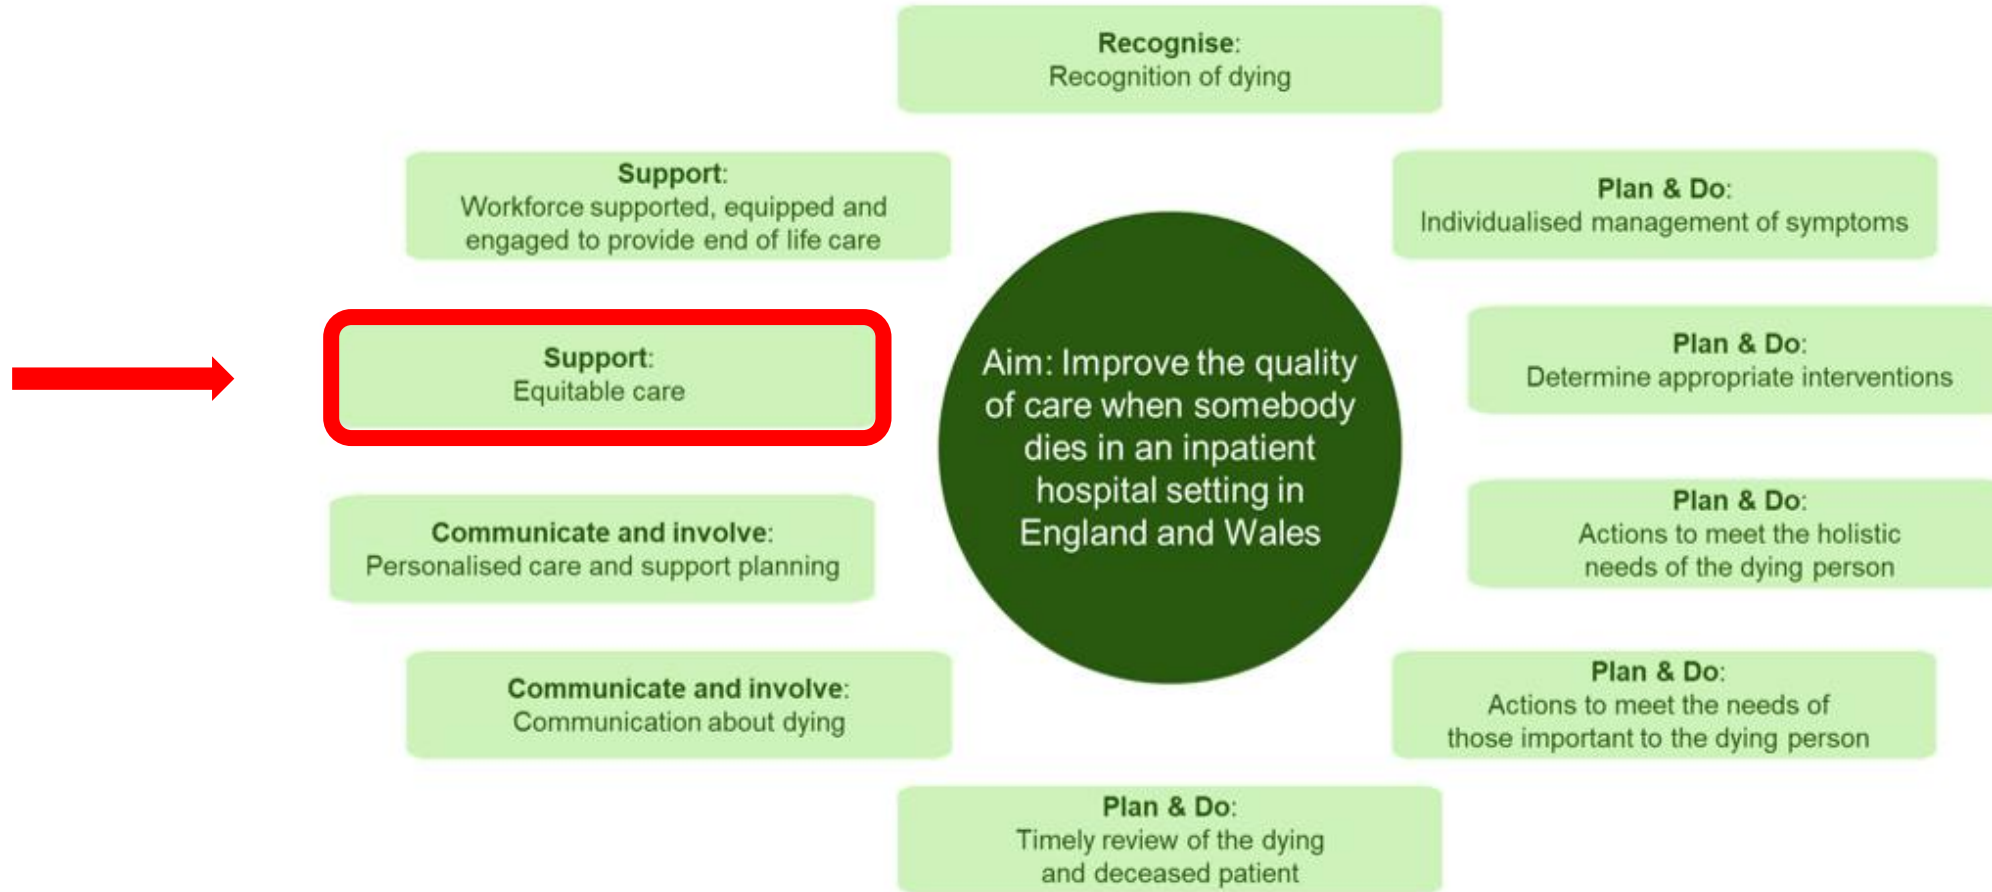 Recognise:
Recognition of dying
Support:
Workforce supported, equipped and
engaged to provide end of life care
Plan & Do:
Individualised management of symptoms
Support:
Equitable care
Aim: Improve the quality
of care when somebody
dies in an inpatient
hospital setting in
England and Wales
Plan & Do:
Determine appropriate interventions
Communicate and involve:
Personalised care and support planning
Plan & Do:
Actions to meet the holistic
needs of the dying person
Communicate and involve:
Communication about dying
Plan & Do:
Actions to meet the needs of
those important to the dying person
Plan & Do:
Timely review of the dying
and deceased patient